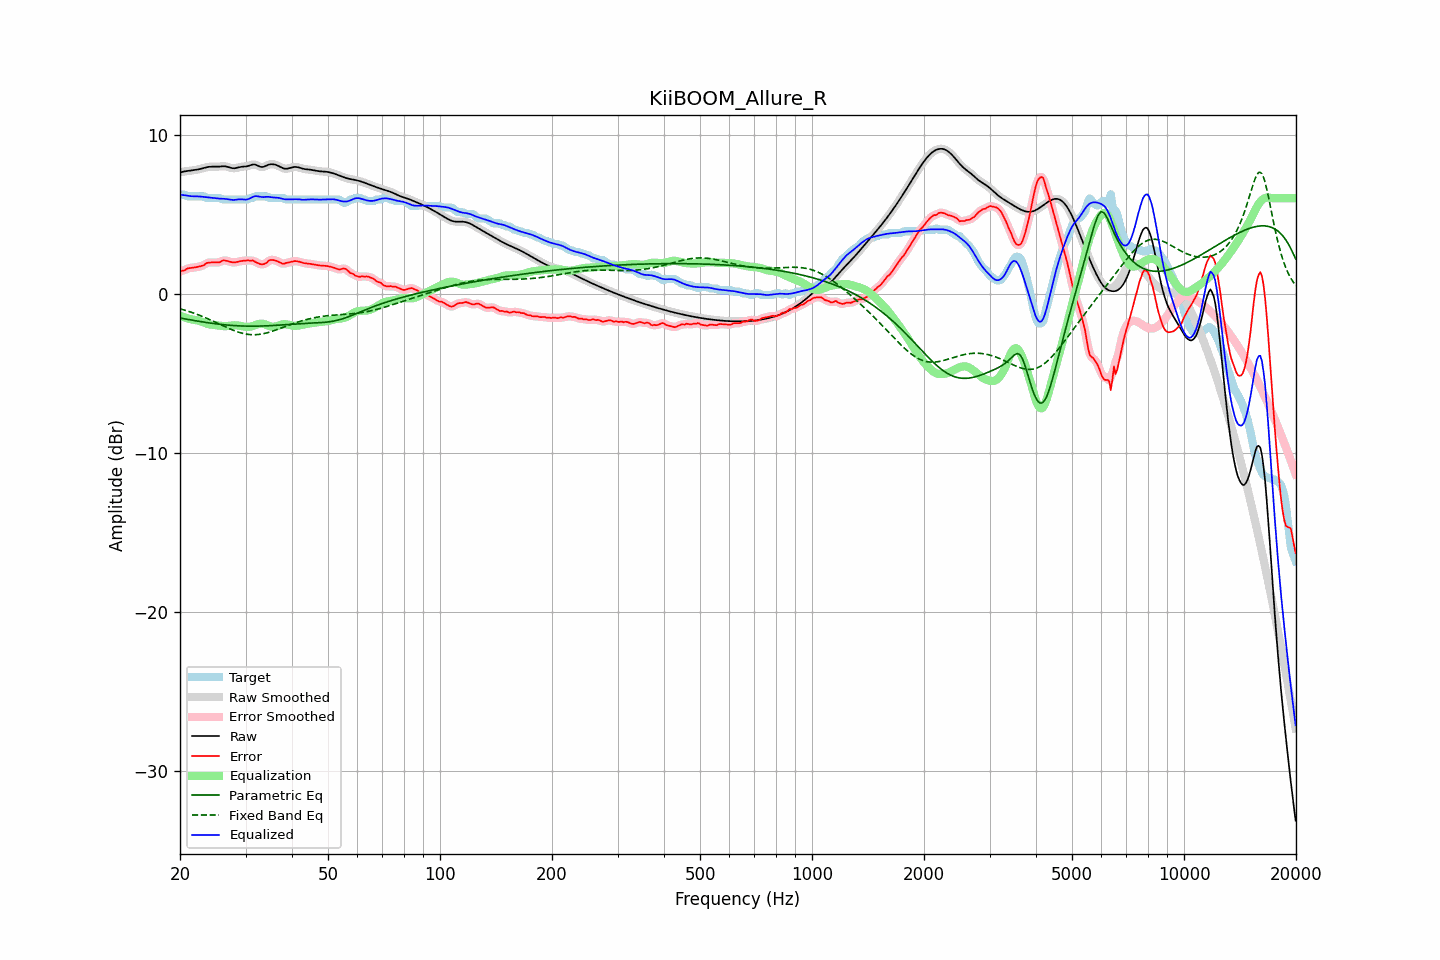 KiiBOOM_Allure_R
Amplitude (dBr)
10
0
−10
−20
−30
Target
Raw Smoothed
Error Smoothed
Raw
Error
Equalization
Parametric Eq
Fixed Band Eq
Equalized
20 50 100 200 500 1000 2000 5000 10000 20000
Frequency (Hz)